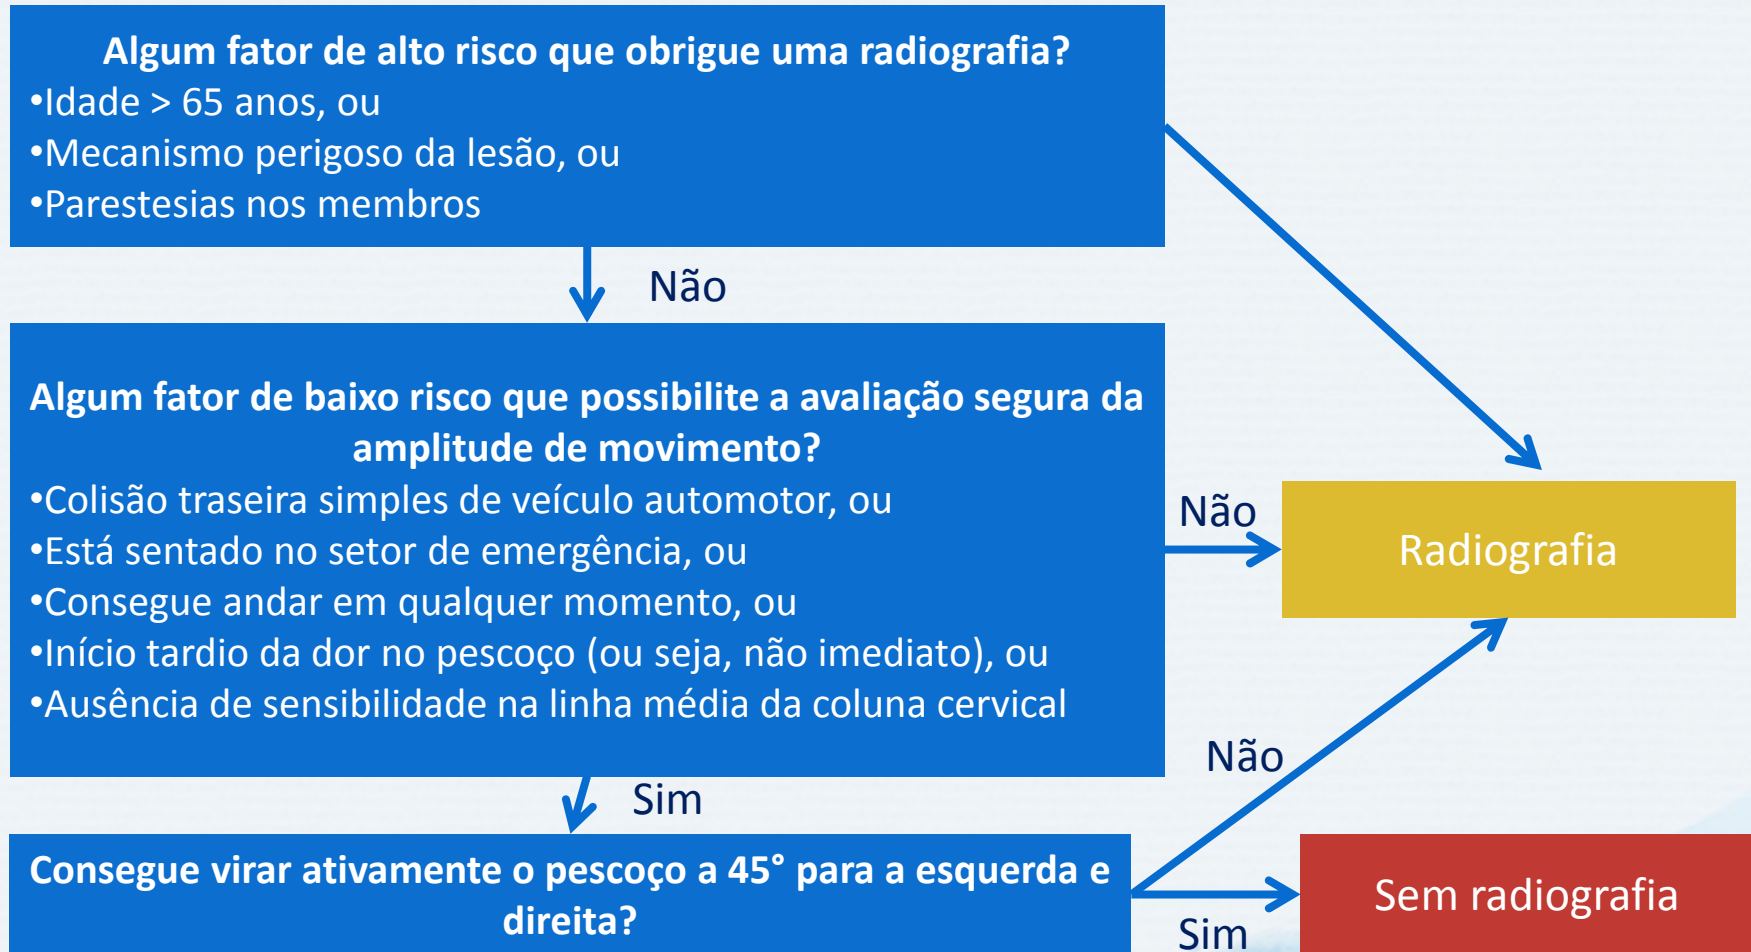 Algum fator de alto risco que obrigue uma radiografia?
•Idade > 65 anos, ou
•Mecanismo perigoso da lesão, ou
•Parestesias nos membros
Não
Algum fator de baixo risco que possibilite a avaliação segura da
amplitude de movimento?
•Colisão traseira simples de veículo automotor, ou
•Está sentado no setor de emergência, ou
•Consegue andar em qualquer momento, ou
•Início tardio da dor no pescoço (ou seja, não imediato), ou
•Ausência de sensibilidade na linha média da coluna cervical
Não
Radiografia
Não
Sim
Consegue virar ativamente o pescoço a 45° para a esquerda e
direita?
Sim
Sem radiografia